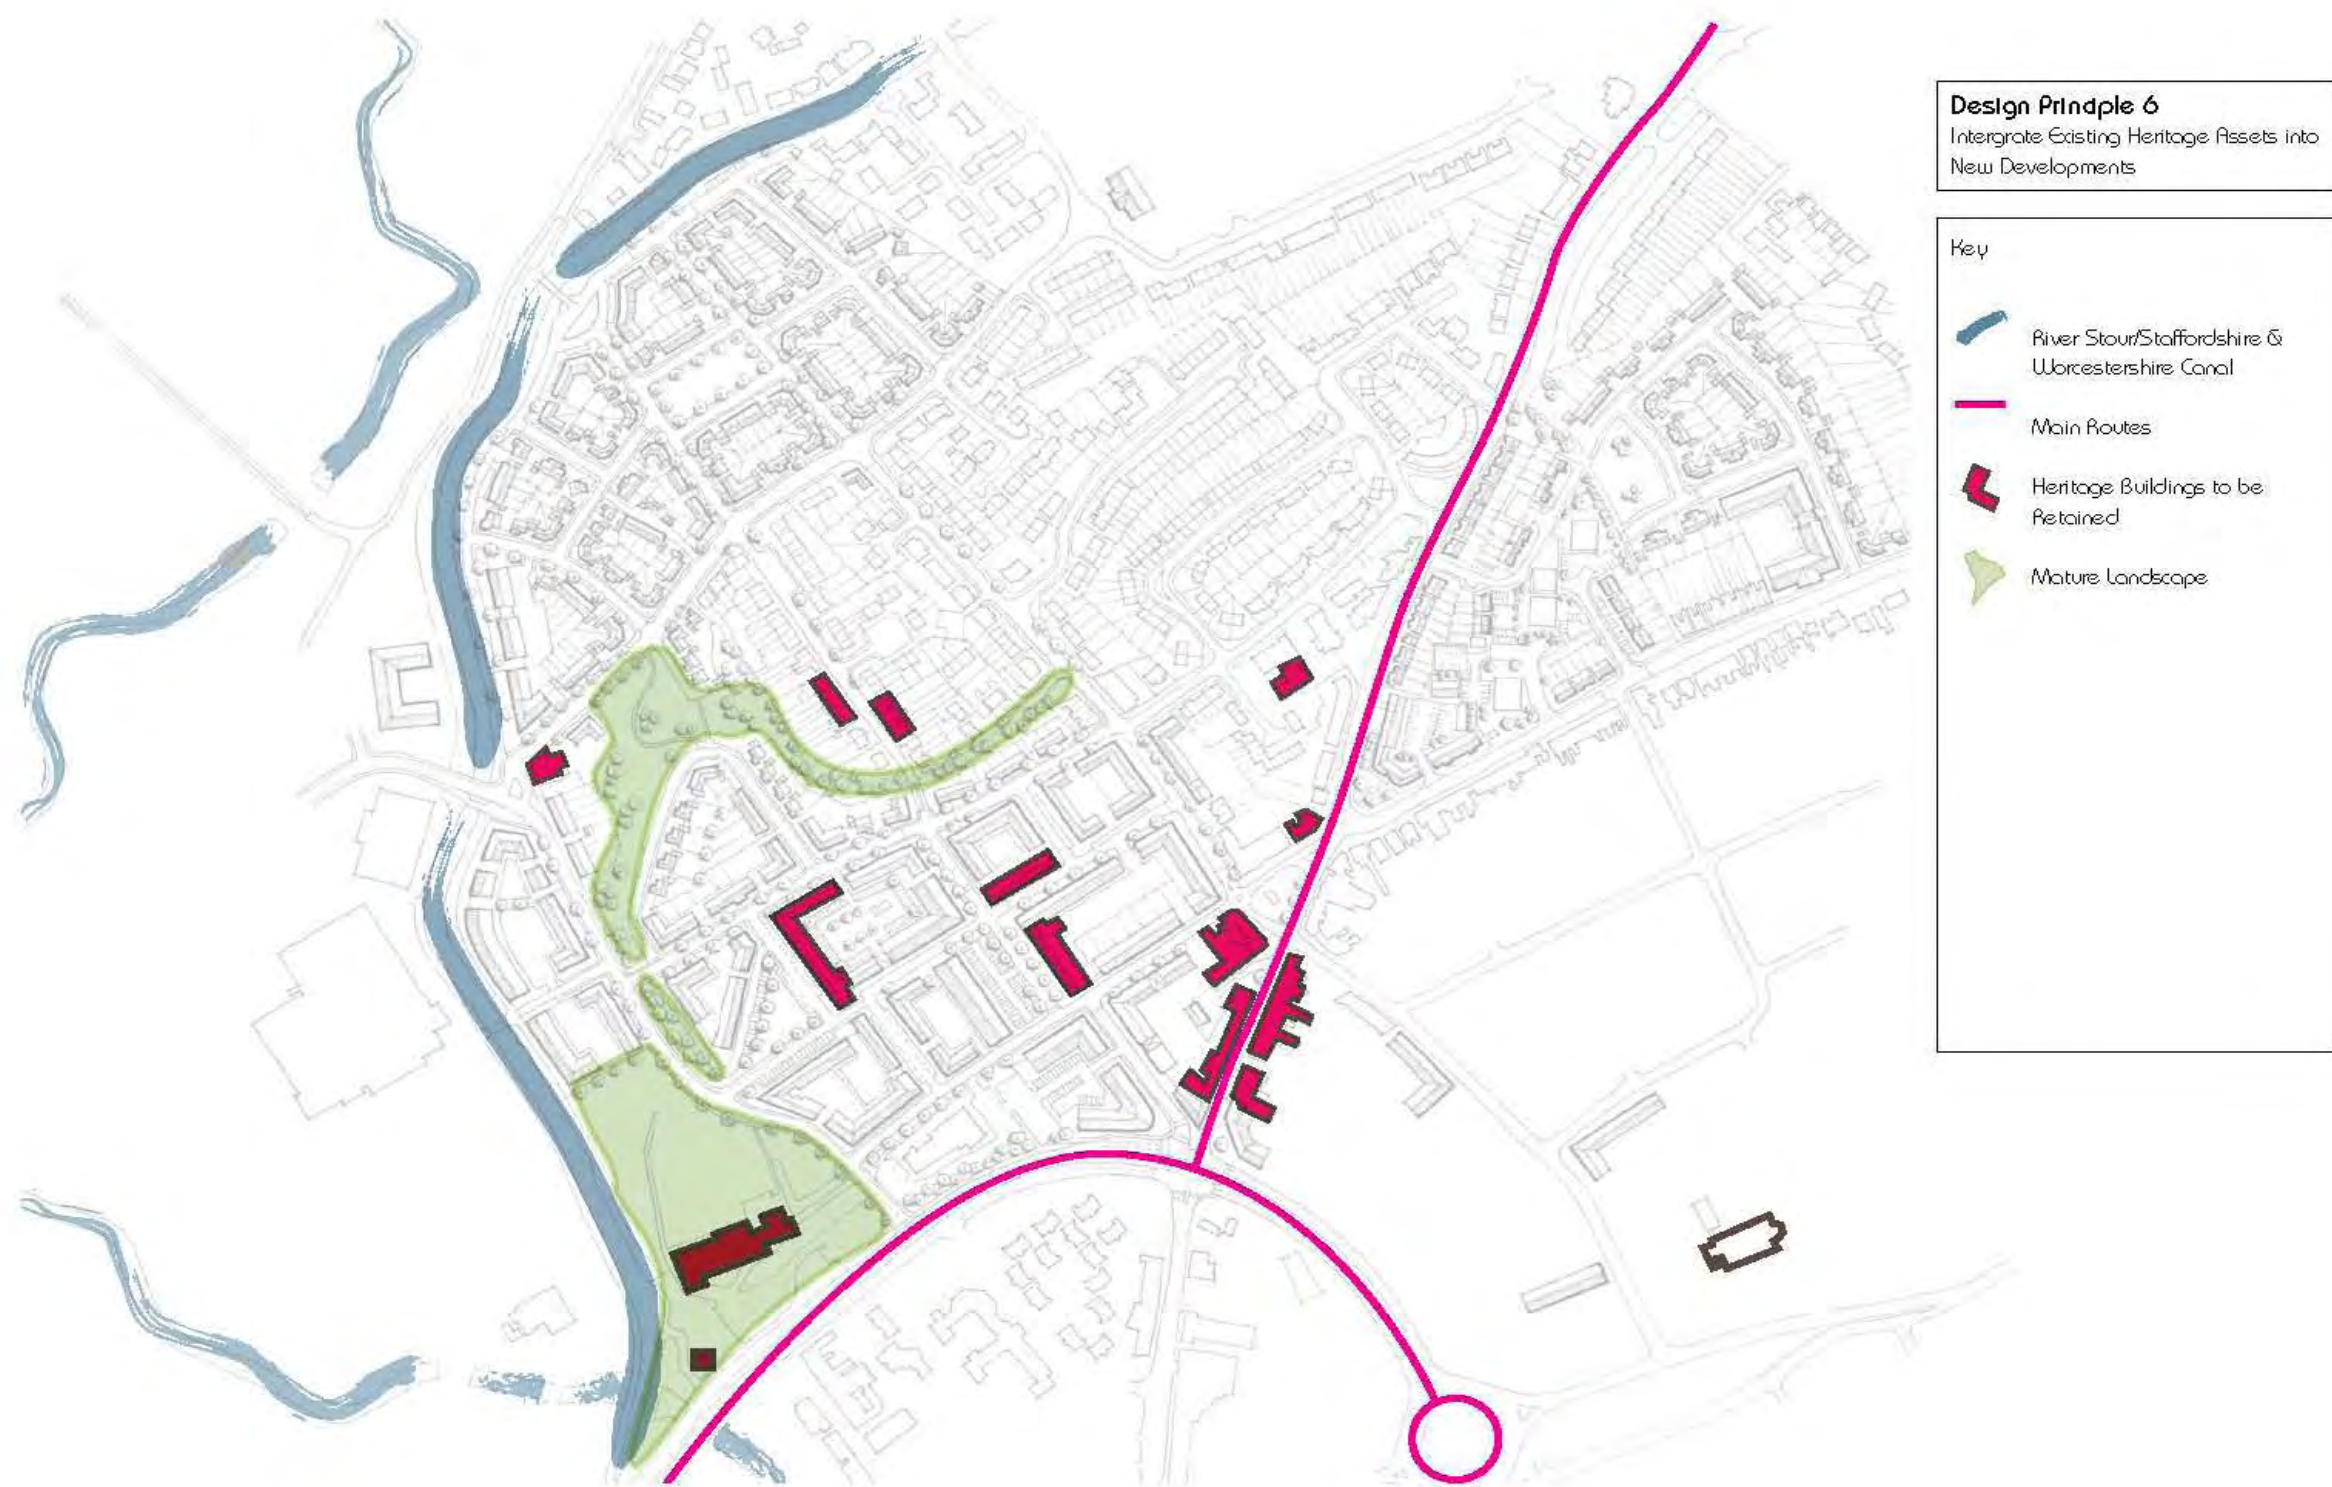 Design Principle 6
Intergrate Existing Heritage Assets into
New Developments
Key
River Stour/Staffordshire &
Worcestershire Canal
Main Routes
Heritage Buildings to be
Retained
Mature Landscape